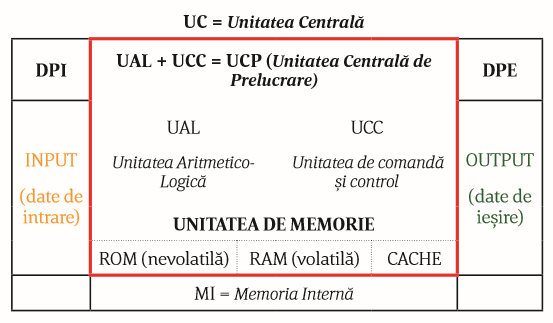 UC = Unitatea Centrală
DPI
UAL + UCC = UCP (Unitatea Centrală de
Prelucrare)
DPE
INPUT
(date de
intrare)
UAL
Unitatea Aritmetico-
Logică
UCC
Unitatea de comandă
și control
OUTPUT
(date de
ieșire)
UNITATEA DE MEMORIE
ROM (nevolatilă)
RAM (volatilă)
CACHE
MI = Memoria Internă